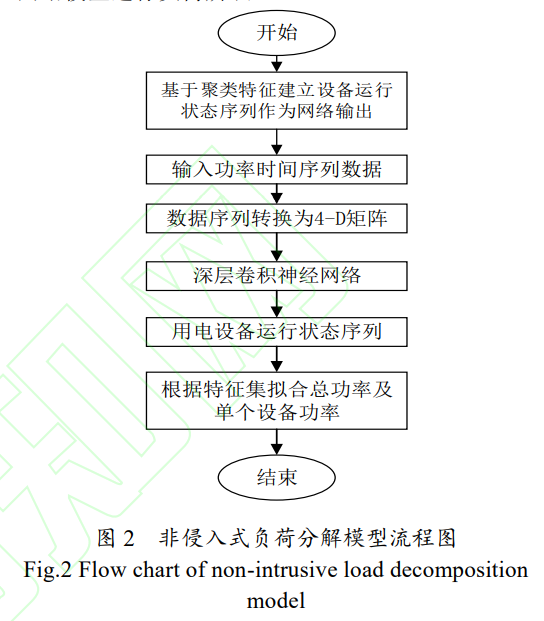 开始
基于聚类特征建立设备运行
状态序列作为网络输出
输入功率时间序列数据
数据序列转换为4-D矩阵
深层卷积神经网络
用电设备运行状态序列
根据特征集拟合总功率及
单个设备功率
结束
图 2 非侵入式负荷分解模型流程图
Fig.2 Flow chart of non-intrusive load decomposition
model